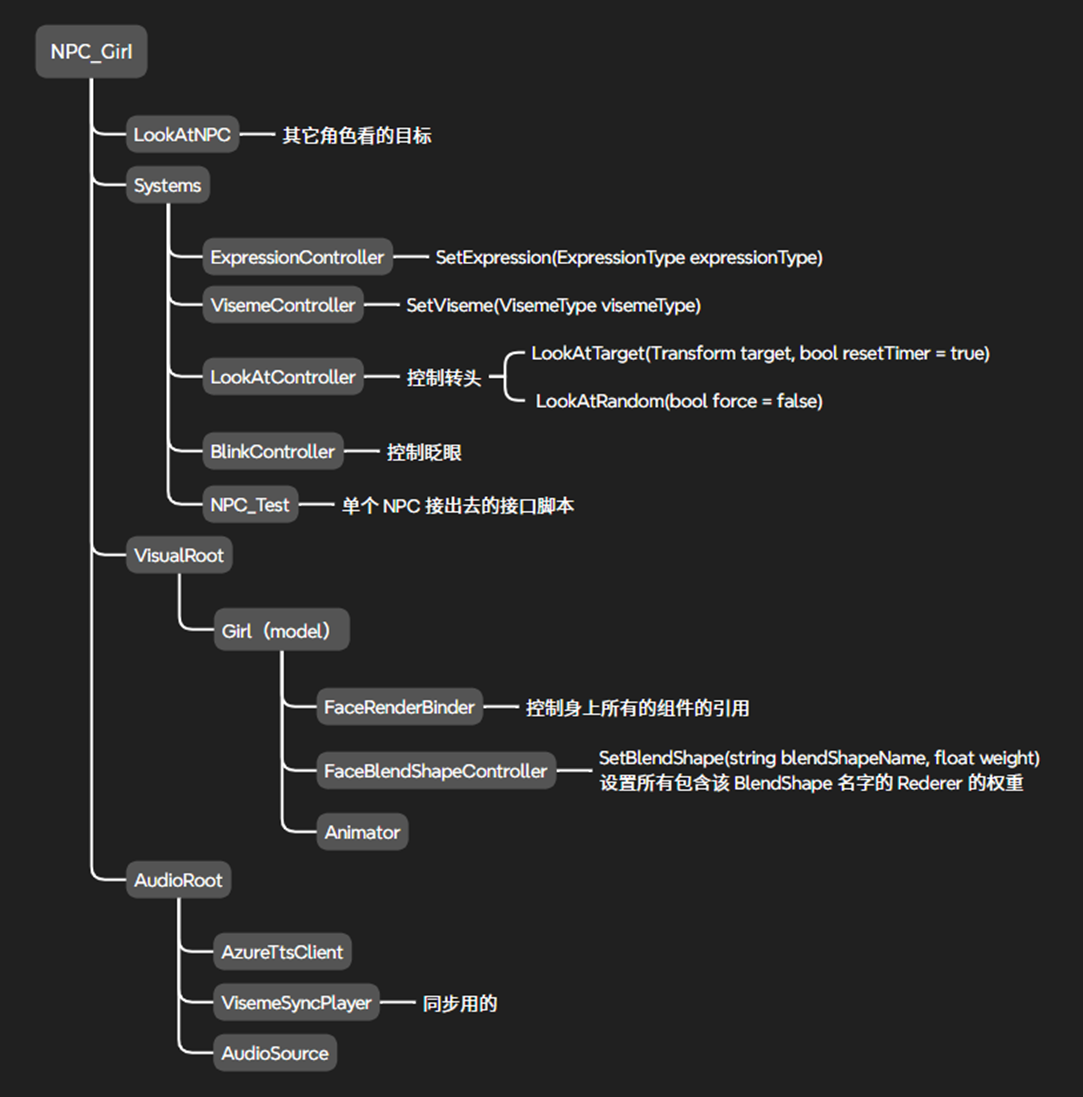 NPC_Girl
LookAtNPC
其它角色看的目标
Systems
ExpressionController
SetExpression(ExpressionType expressionType)
VisemeController
SetViseme(VisemeType visemeType)
LookAtController
控制转头
LookAtTarget(Transform target, bool resetTimer = true)
LookAtRandom(bool force = false)
BlinkController
控制眨眼
NPC_Test
单个 NPC 接出去的接口脚本
VisualRoot
Girl（model）
FaceRenderBinder
控制身上所有的组件的引用
FaceBlendShapeController
SetBlendShape(string blendShapeName, float weight)
设置所有包含该 BlendShape 名字的 Rederer 的权重
Animator
AudioRoot
AzureTtsClient
VisemeSyncPlayer
同步用的
AudioSource